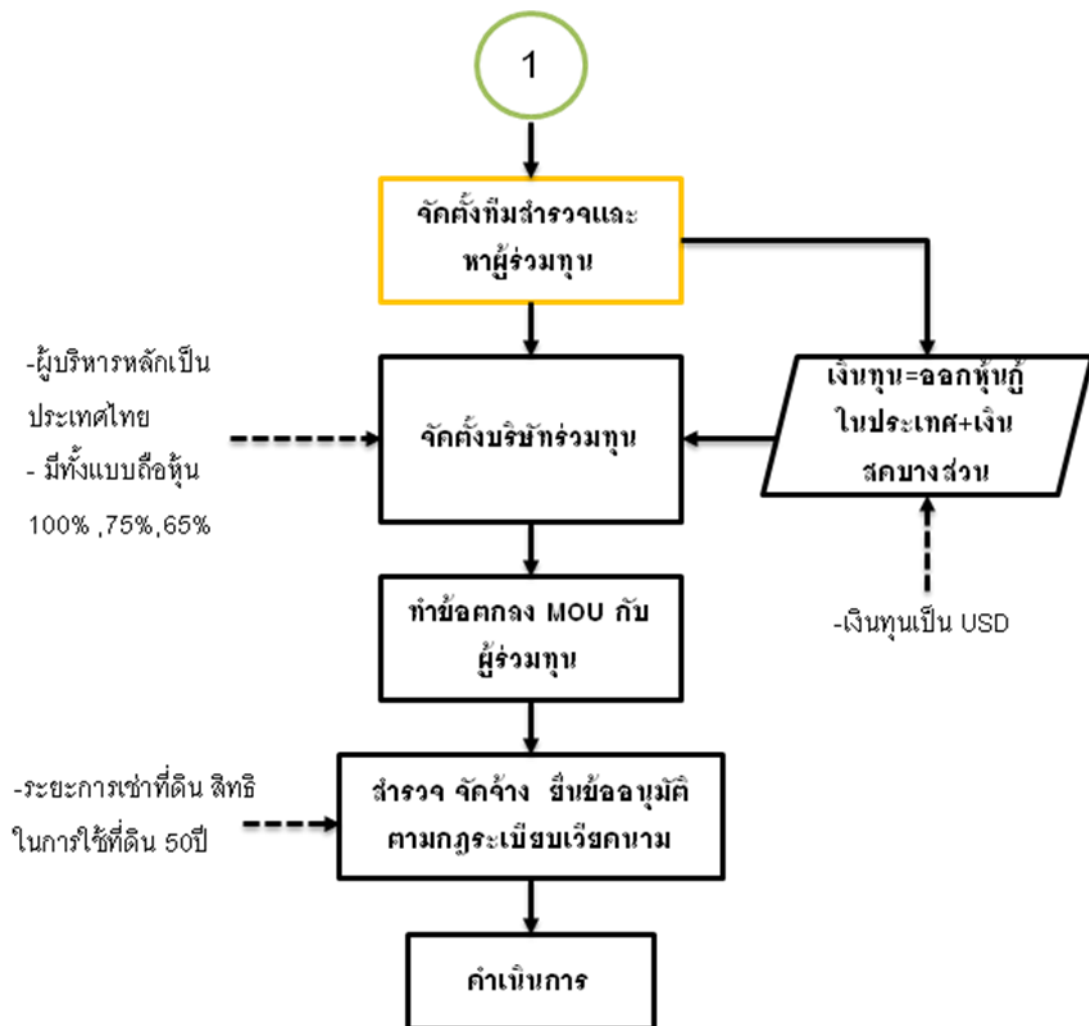 1
จัดตั้งทีมสำรวจและ
หาผู้ร่วมทุน
-ผู้บริหารหลักเป็น
ประเทศไทย
- มีทั้งแบบถือหุ้น
100% ,75%,65%
จัดตั้งบริษัทร่วมทุน
เงินทุน=ออกหุ้นกู้
ในประเทศ+เงิน
สดบางส่วน
-เงินทุนเป็น USD
ทำข้อตกลง MOU กับ
ผู้ร่วมทุน
-ระยะการเช่าที่ดิน สิทธิ
ในการใช้ที่ดิน 50ปี
สำรวจ จัดจ้าง ยื่นข้ออนุมัติ
ตามกฎระเบียบเวียดนาม
ดำเนินการ